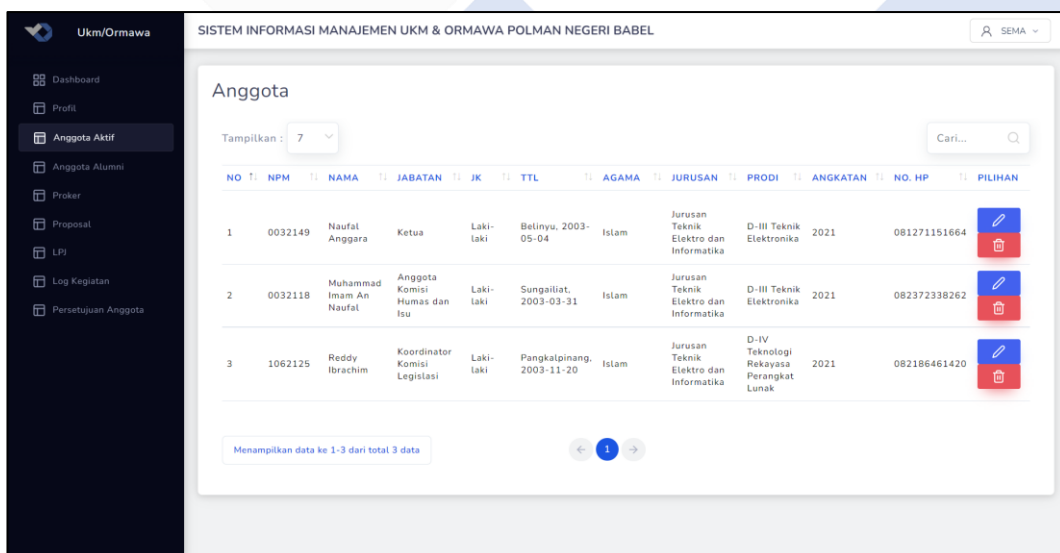 Ukm/Ormawa
SISTEM INFORMASI MANAJEMEN UKM & ORMAWA POLMAN NEGERI BABEL
SEMA
Dashboard
Profil
Anggota Aktif
Anggota Alumni
Proker
Proposal
LPJ
Log Kegiatan
Persetujuan Anggota
Anggota
Tampilkan : 7
Cari...
NO NPM NAMA JABATAN JK TTL AGAMA JURUSAN PRODI ANGKATAN NO. HP PILIHAN
1
0032149
Naufal
Anggara
Ketua
Laki-
laki
Belinyu, 2003-
05-04
Islam
Jurusan
Teknik
Elektro dan
Informatika
D-III Teknik
Elektronika
2021
081271151664
2
0032118
Muhammad
Imam An
Naufal
Anggota
Komisi
Humas dan
Isu
Laki-
laki
Sungailiat,
2003-03-31
Islam
Jurusan
Teknik
Elektro dan
Informatika
D-III Teknik
Elektronika
2021
082372338262
3
1062125
Reddy
Ibrachim
Koordinator
Komisi
Legislasi
Laki-
laki
Pangkalpinang,
2003-11-20
Islam
Jurusan
Teknik
Elektro dan
Informatika
D-IV
Teknologi
Rekayasa
Perangkat
Lunak
2021
082186461420
Menampilkan data ke 1-3 dari total 3 data
1